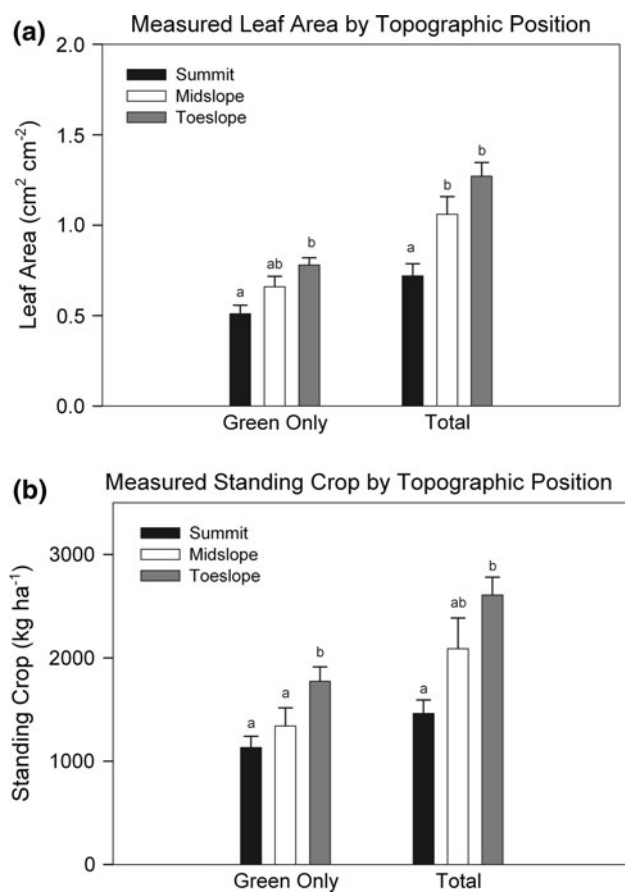 (a) Measured Leaf Area by Topographic Position
2.0
Summit
Midslope
Toeslope
1.5
1.0
0.5
0.0
Leaf Area (cm² cm⁻²)
a ab b
a b b
Green Only Total
(b) Measured Standing Crop by Topographic Position
Summit
Midslope
Toeslope
3000
2000
1000
0
Standing Crop (kg ha⁻¹)
a a b
a ab b
Green Only Total